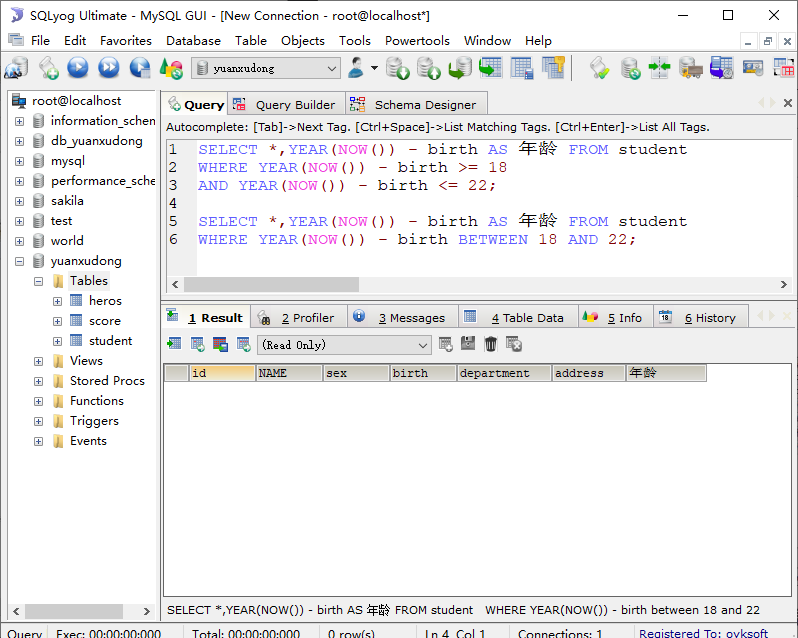 SQLyog Ultimate - MySQL GUI - [New Connection - root@localhost*]
File Edit Favorites Database Table Objects Tools Powertools Window Help
yuanxudong
root@localhost
information_schem
db_yuanxudong
mysql
performance_sche
sakila
test
world
yuanxudong
Tables
heros
score
student
Views
Stored Procs
Functions
Triggers
Events
Query Query Builder Schema Designer
Autocomplete: [Tab]->Next Tag. [Ctrl+Space]->List Matching Tags. [Ctrl+Enter]->List All Tags.
1 SELECT *,YEAR(NOW()) - birth AS 年龄 FROM student
2 WHERE YEAR(NOW()) - birth >= 18
3 AND YEAR(NOW()) - birth <= 22;
4
5 SELECT *,YEAR(NOW()) - birth AS 年龄 FROM student
6 WHERE YEAR(NOW()) - birth BETWEEN 18 AND 22;
1 Result 2 Profiler 3 Messages 4 Table Data 5 Info 6 History
(Read Only)
id NAME sex birth department address 年龄
SELECT *,YEAR(NOW()) - birth AS 年龄 FROM student WHERE YEAR(NOW()) - birth between 18 and 22
Query Exec: 00:00:00:000 Total: 00:00:00:000 0 row(s) Ln 4, Col 1 Connections: 1 Registered To: ovksoft